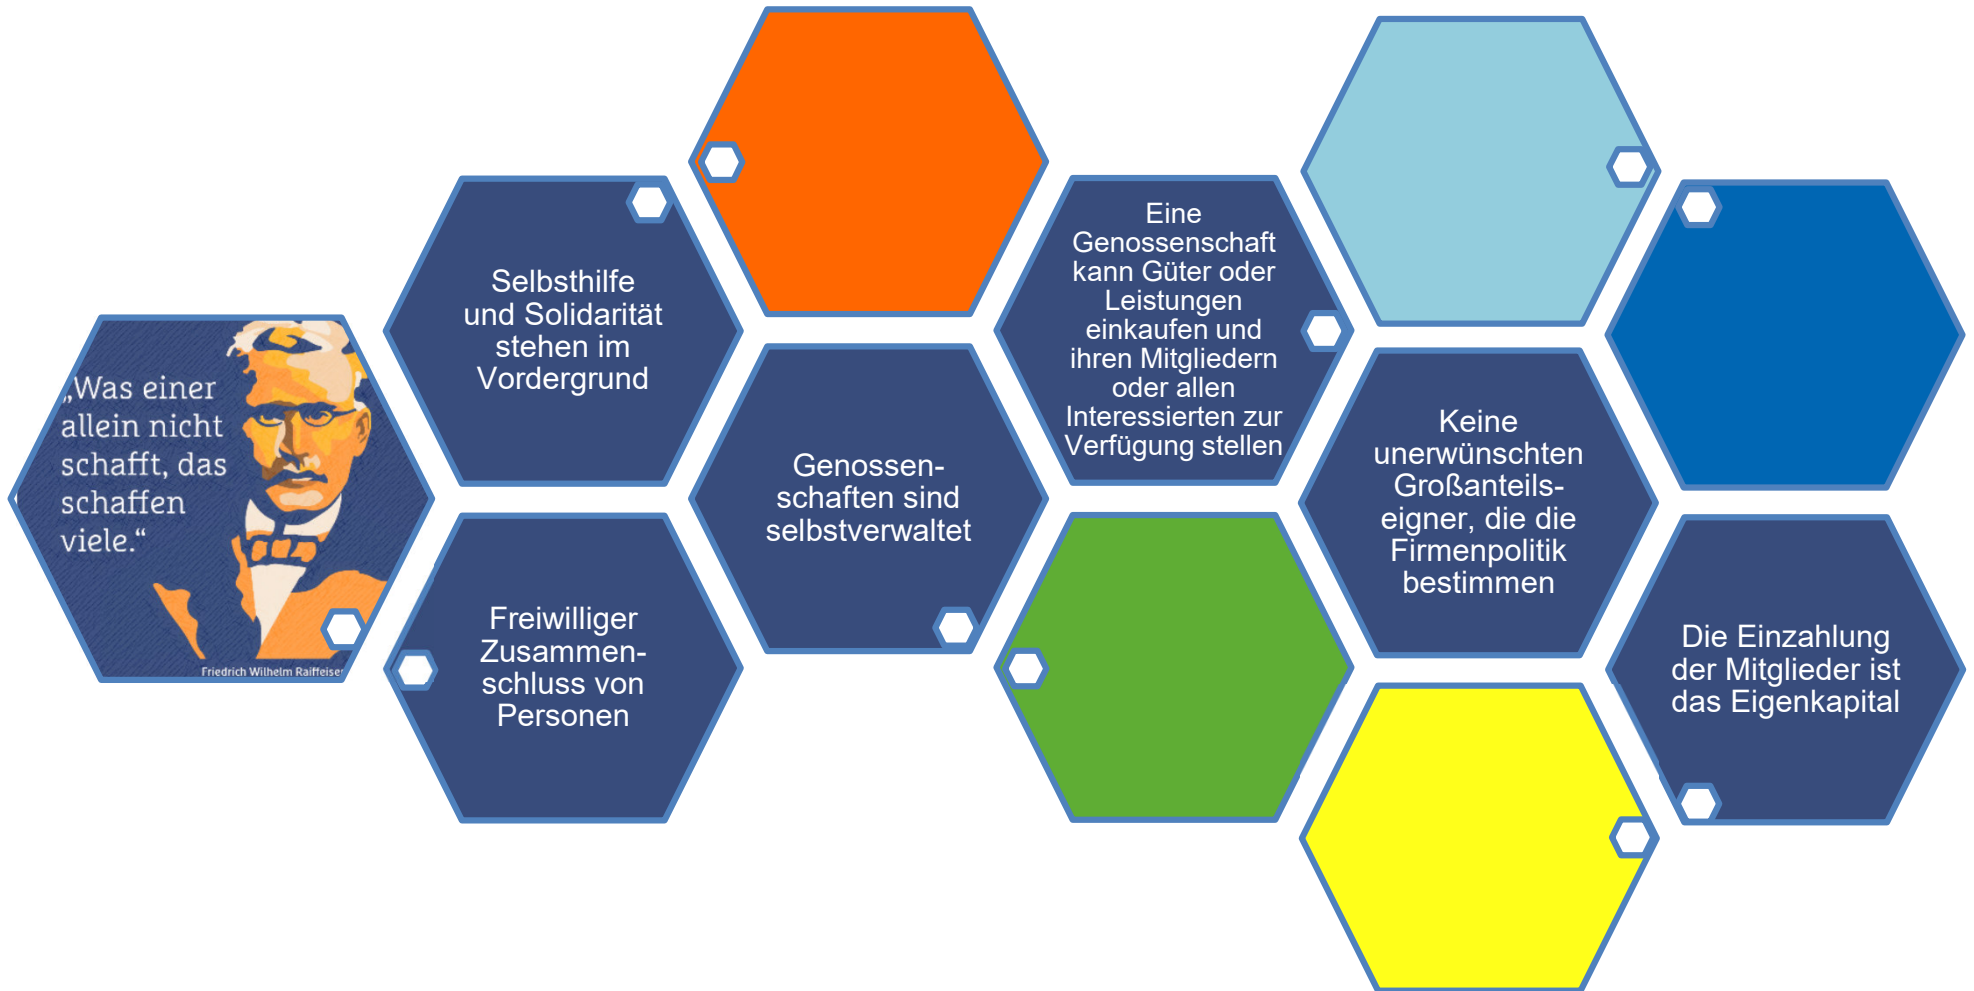 „Was einer
allein nicht
schafft, das
schaffen
viele.“
Friedrich Wilhelm Raiffeisen
Selbsthilfe
und Solidarität
stehen im
Vordergrund
Freiwilliger
Zusammen-
schluss von
Personen
Genossen-
schaften sind
selbstverwaltet
Eine
Genossenschaft
kann Güter oder
Leistungen
einkaufen und
ihren Mitgliedern
oder allen
Interessierten zur
Verfügung stellen
Keine
unerwünschten
Großanteils-
eigner, die die
Firmenpolitik
bestimmen
Die Einzahlung
der Mitglieder ist
das Eigenkapital